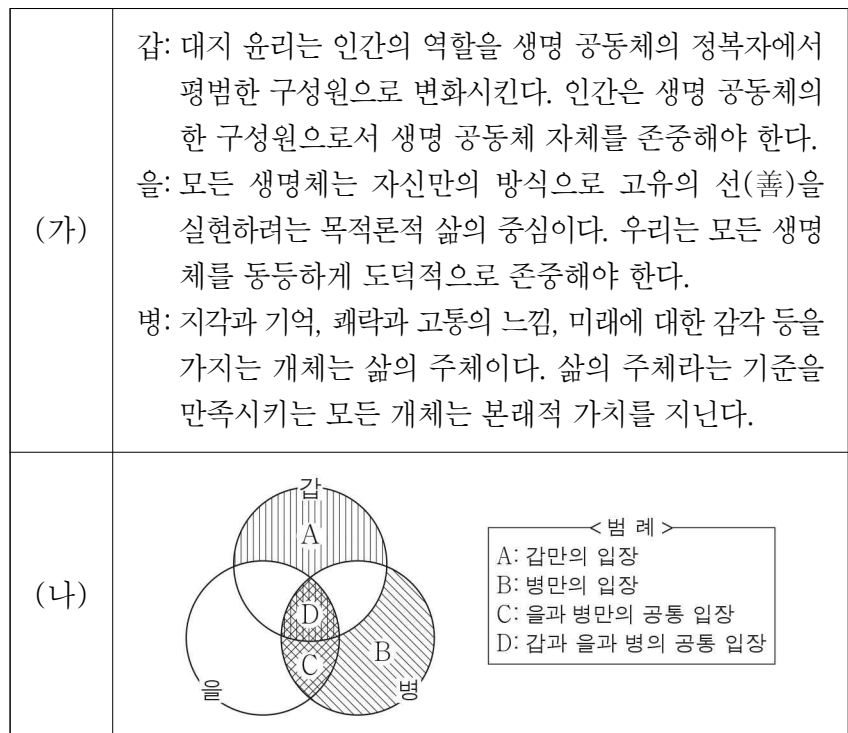 (가)
갑: 대지 윤리는 인간의 역할을 생명 공동체의 정복자에서
평범한 구성원으로 변화시킨다. 인간은 생명 공동체의
한 구성원으로서 생명 공동체 자체를 존중해야 한다.
을: 모든 생명체는 자신만의 방식으로 고유의 선(善)을
실현하려는 목적론적 삶의 중심이다. 우리는 모든 생명
체를 동등하게 도덕적으로 존중해야 한다.
병: 지각과 기억, 쾌락과 고통의 느낌, 미래에 대한 감각 등을
가지는 개체는 삶의 주체이다. 삶의 주체라는 기준을
만족시키는 모든 개체는 본래적 가치를 지닌다.
(나)
갑
A
D
C
B
을
병
<범 례>
A: 갑만의 입장
B: 병만의 입장
C: 을과 병만의 공통 입장
D: 갑과 을과 병의 공통 입장